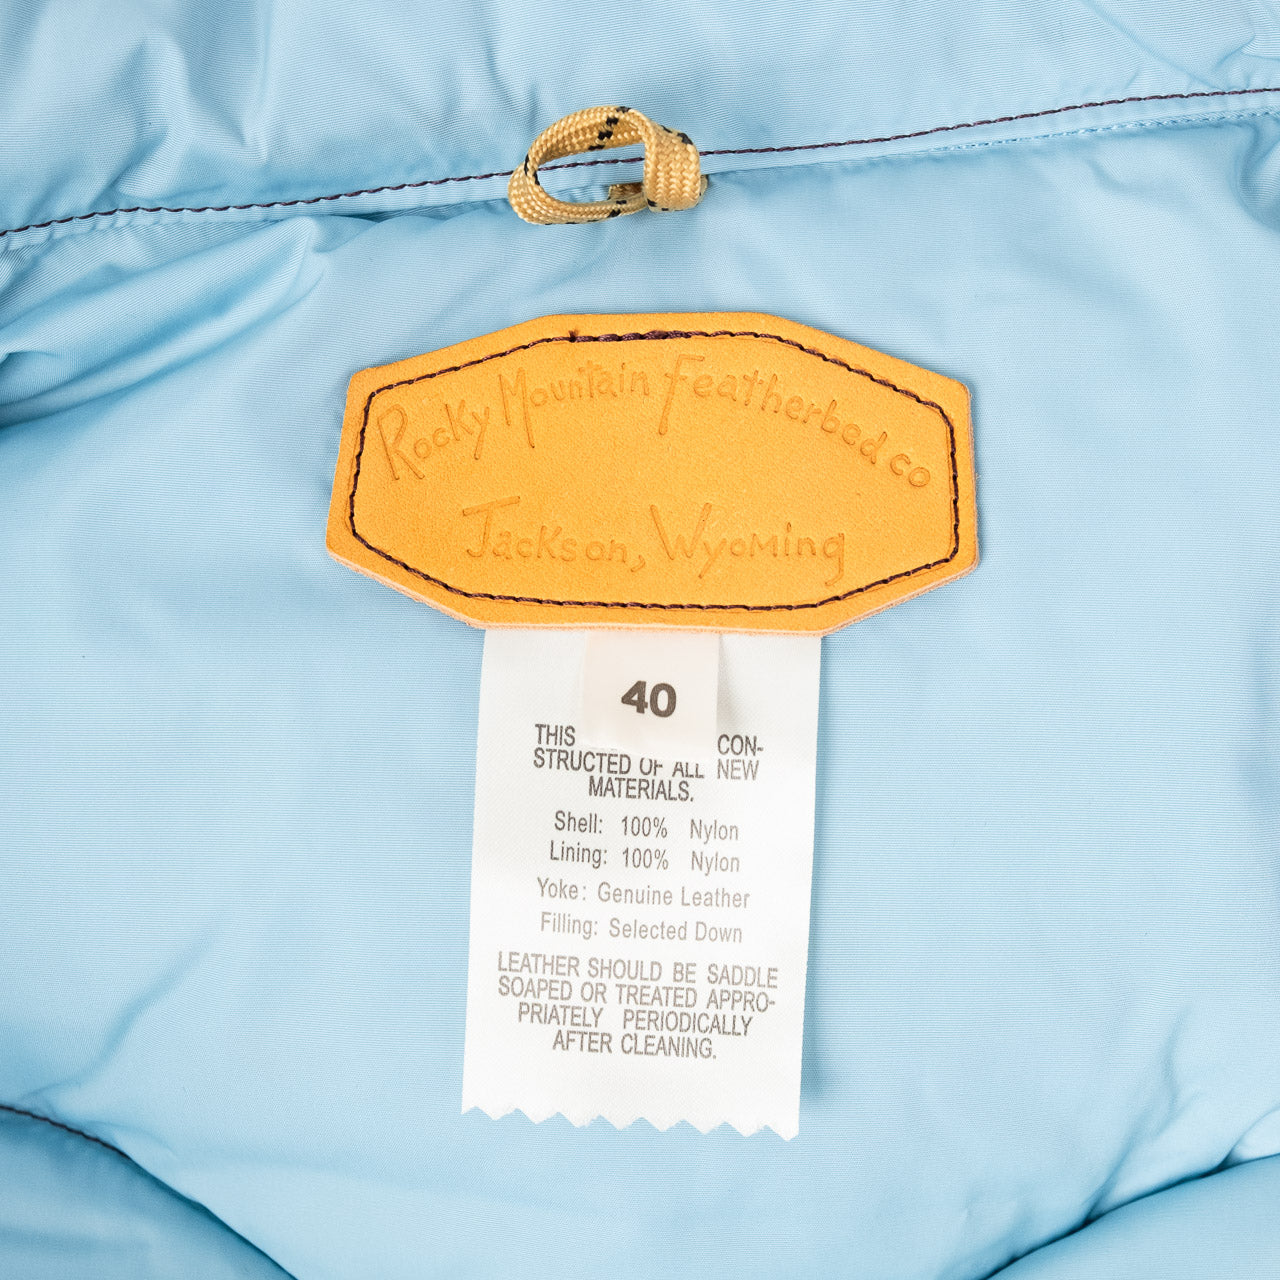 Rocky Mountain Featherbed co
Jackson, Wyoming
40
THIS CON-
STRUCTED OF ALL NEW
MATERIALS.
Shell: 100% Nylon
Lining: 100% Nylon
Yoke: Genuine Leather
Filling: Selected Down
LEATHER SHOULD BE SADDLE
SOAPED OR TREATED APPRO-
PRIATELY PERIODICALLY
AFTER CLEANING.